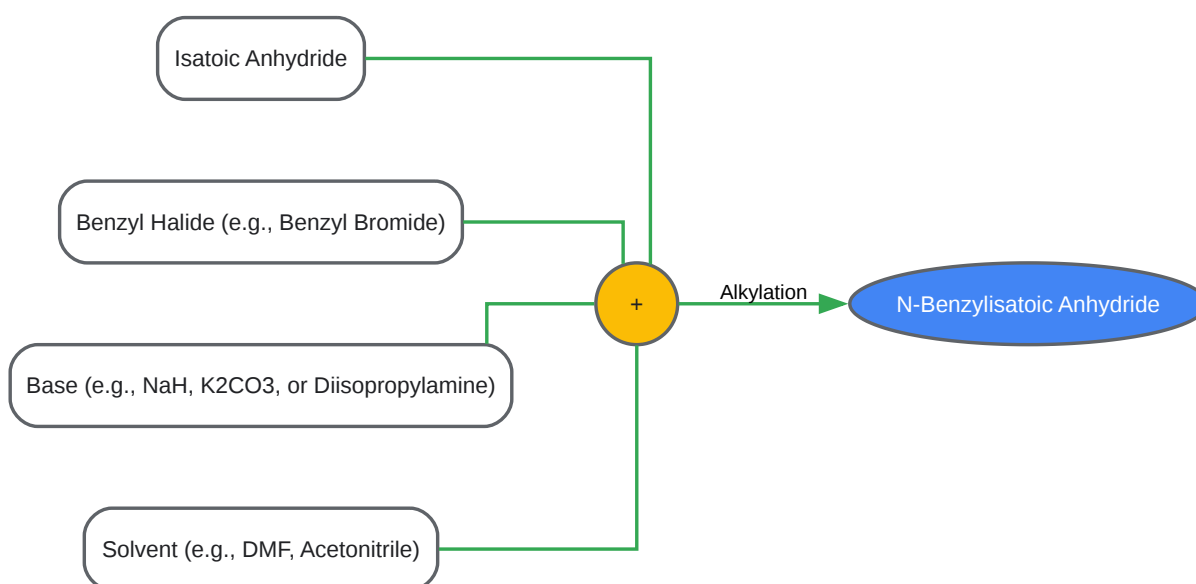 Isatoic Anhydride
Benzyl Halide (e.g., Benzyl Bromide)
+
Alkylation
N-Benzylisatoic Anhydride
Base (e.g., NaH, K2CO3, or Diisopropylamine)
Solvent (e.g., DMF, Acetonitrile)